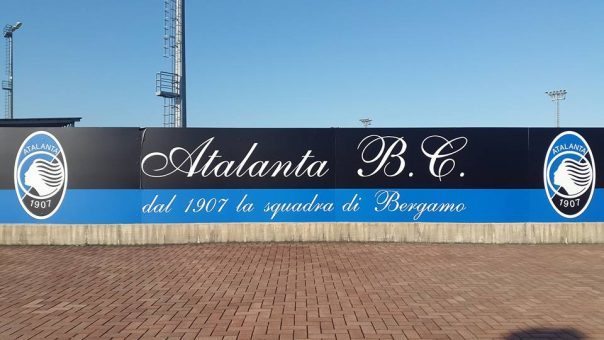 ATALANTA
1907
Atalanta B.C.
dal 1907 la squadra di Bergamo
ATALANTA
1907